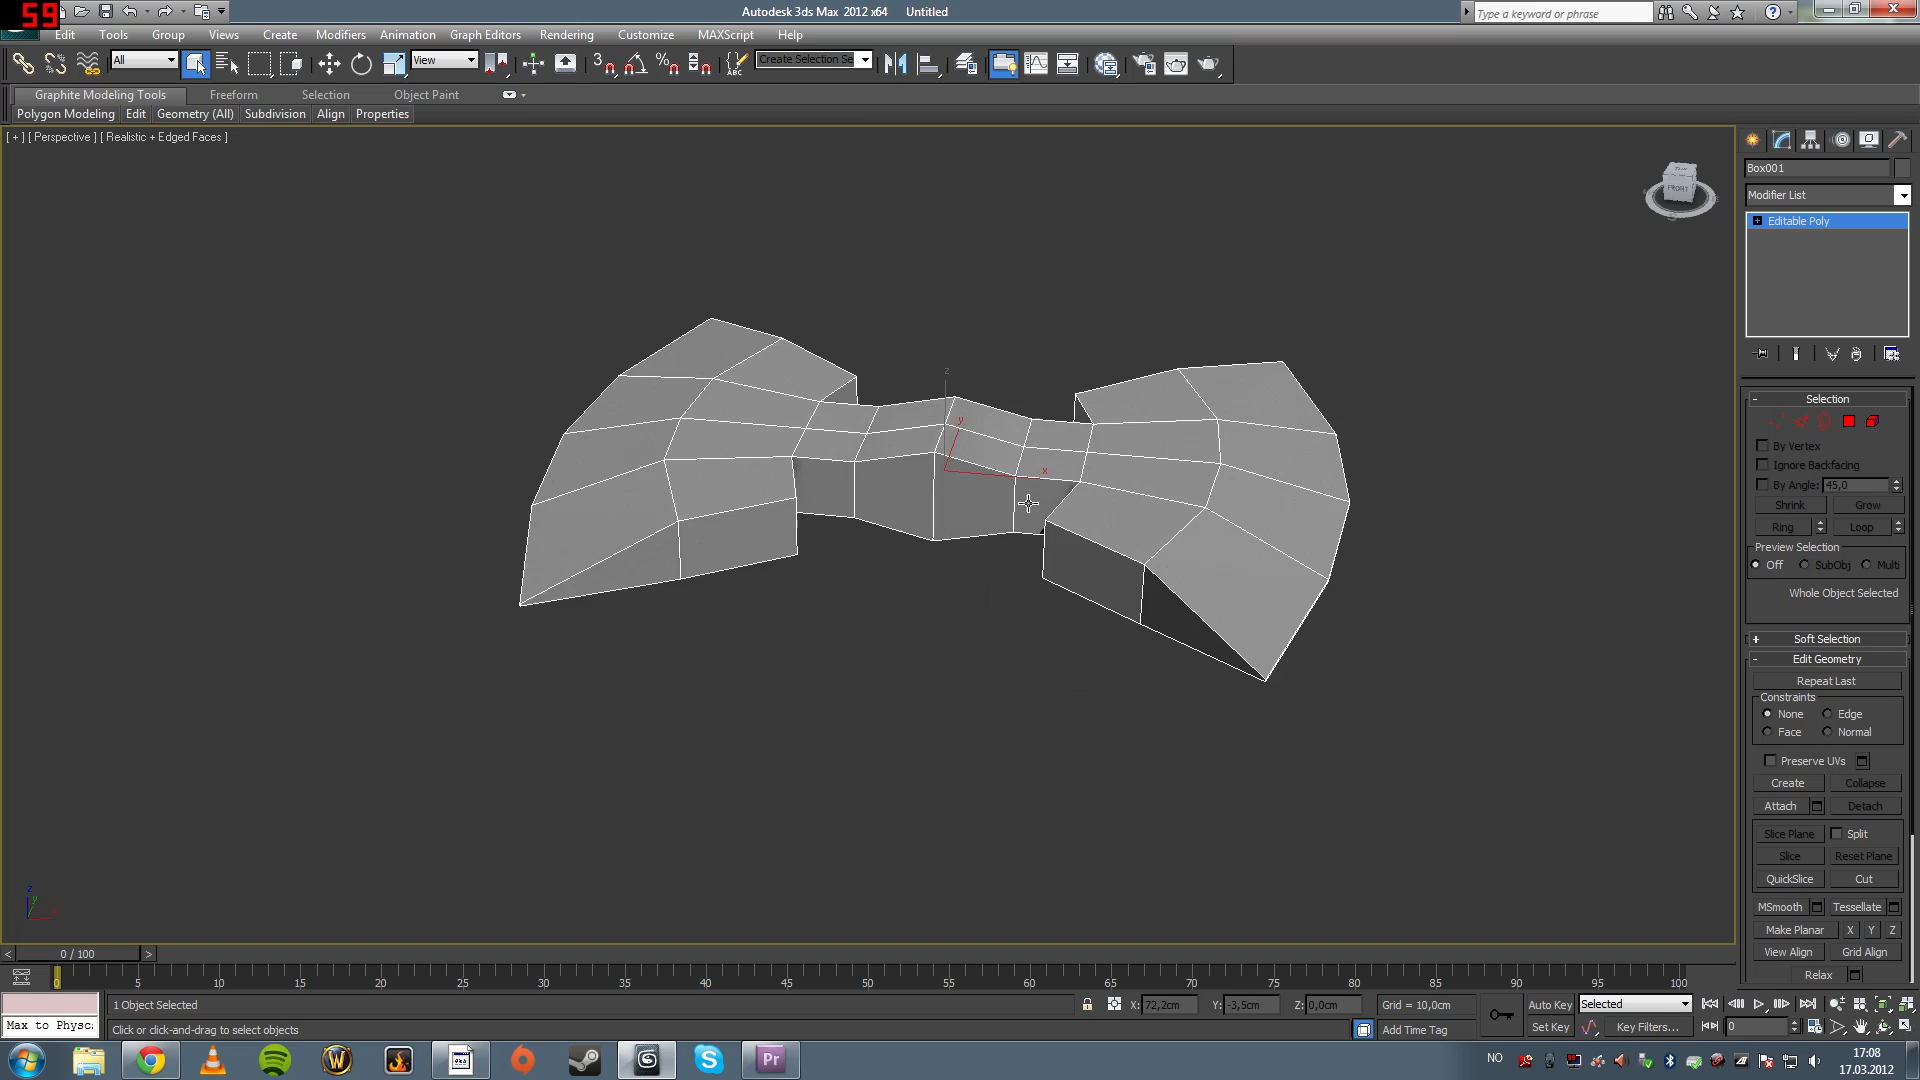 59
Autodesk 3ds Max 2012 x64 Untitled
Type a keyword or phrase
Edit Tools Group Views Create Modifiers Animation Graph Editors Rendering Customize MAXScript Help
All
View
3
ABC
Create Selection Se
Graphite Modeling Tools Freeform Selection Object Paint
Polygon Modeling Edit Geometry (All) Subdivision Align Properties
[ + ] [ Perspective ] [ Realistic + Edged Faces ]
FRONT
Box001
Modifier List
Editable Poly
z
y
x
- Selection
By Vertex
Ignore Backfacing
By Angle: 45,0
Shrink Grow
Ring Loop
Preview Selection
Off SubObj Multi
Whole Object Selected
+ Soft Selection
- Edit Geometry
Repeat Last
Constraints
None Edge
Face Normal
Preserve UVs
Create Collapse
Attach Detach
Slice Plane Split
Slice Reset Plane
QuickSlice Cut
MSmooth Tessellate
Make Planar X Y Z
View Align Grid Align
Relax
z
y
x
< 0 / 100 >
0 5 10 15 20 25 30 35 40 45 50 55 60 65 70 75 80 85 90 95 100
1 Object Selected X: 72,2cm Y: -3,5cm Z: 0,0cm Grid = 10,0cm Auto Key Selected
Max to Physc: Click or click-and-drag to select objects Add Time Tag Set Key Key Filters... 0
Pr
NO
17:08
17.03.2012